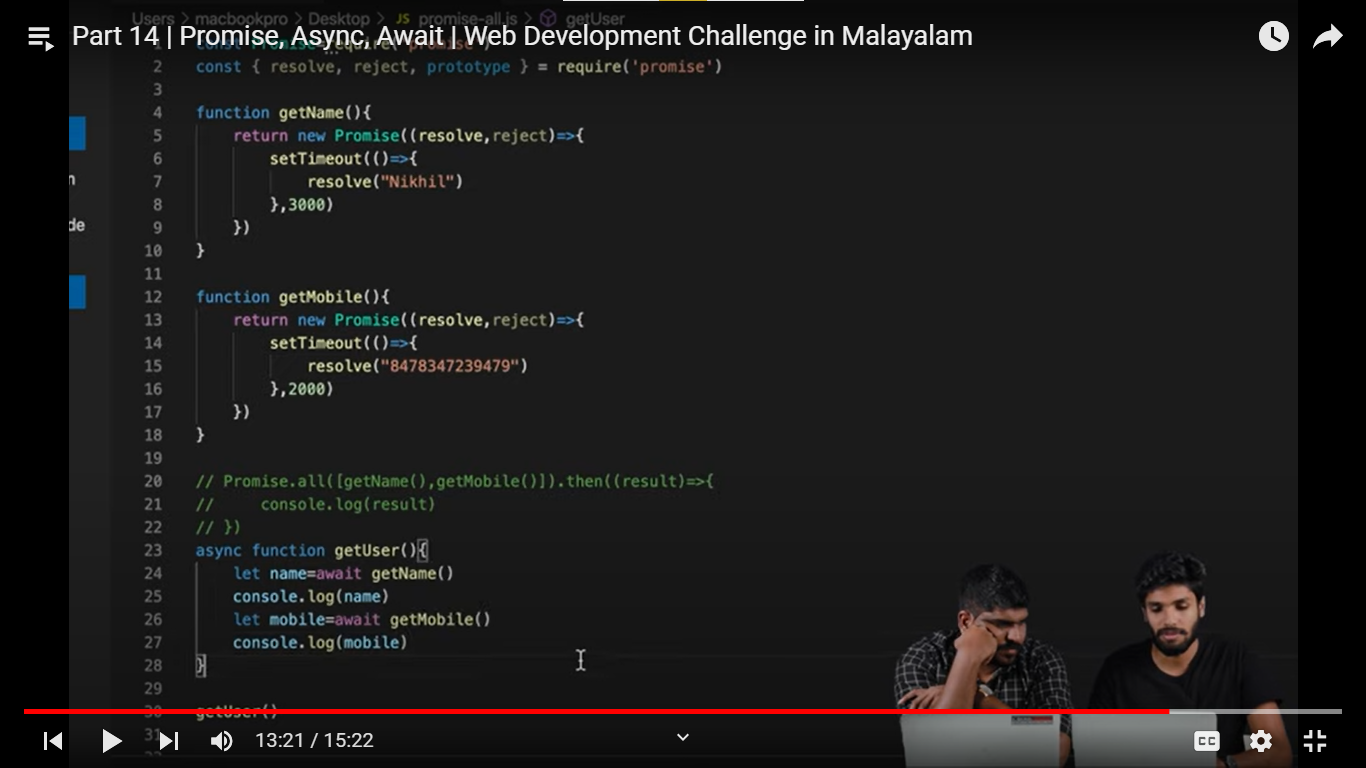 Users > macbookpro > Desktop > JS promise-all.js > getUser
Part 14 | Promise, Async, Await | Web Development Challenge in Malayalam
2 const { resolve, reject, prototype } = require('promise')
3
4 function getName(){
5 return new Promise((resolve,reject)=>{
6 setTimeout(()=>{
7 resolve("Nikhil")
8 },3000)
9 })
10 }
11
12 function getMobile(){
13 return new Promise((resolve,reject)=>{
14 setTimeout(()=>{
15 resolve("8478347239479")
16 },2000)
17 })
18 }
19
20 // Promise.all([getName(),getMobile()]).then((result)=>{
21 // console.log(result)
22 // })
23 async function getUser(){
24 let name=await getName()
25 console.log(name)
26 let mobile=await getMobile()
27 console.log(mobile)
28 }
29
30 getUser()
31
n
de
13:21 / 15:22
CC